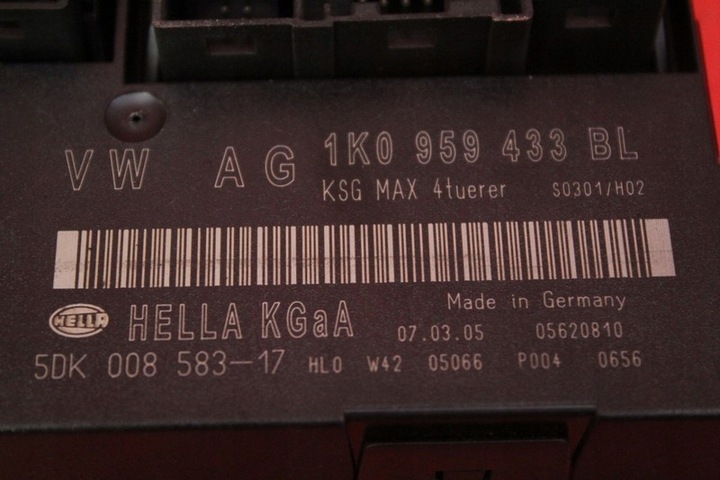 VW AG 1K0 959 433 BL
KSG MAX 4tuerer S0301/H02
Made in Germany
HELLA HELLA KGaA 07.03.05 05620810
5DK 008 583-17 HL0 W42 05066 P004 0656